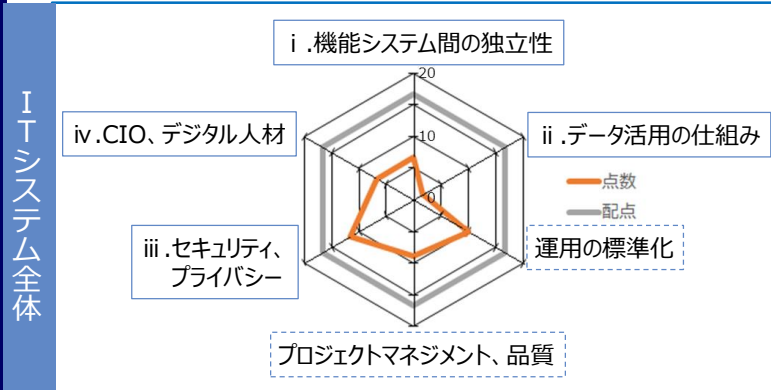 ITシステム全体
ⅰ.機能システム間の独立性
20
10
0
ⅳ.CIO、デジタル人材
ⅱ.データ活用の仕組み
点数
配点
ⅲ.セキュリティ、
プライバシー
運用の標準化
プロジェクトマネジメント、品質